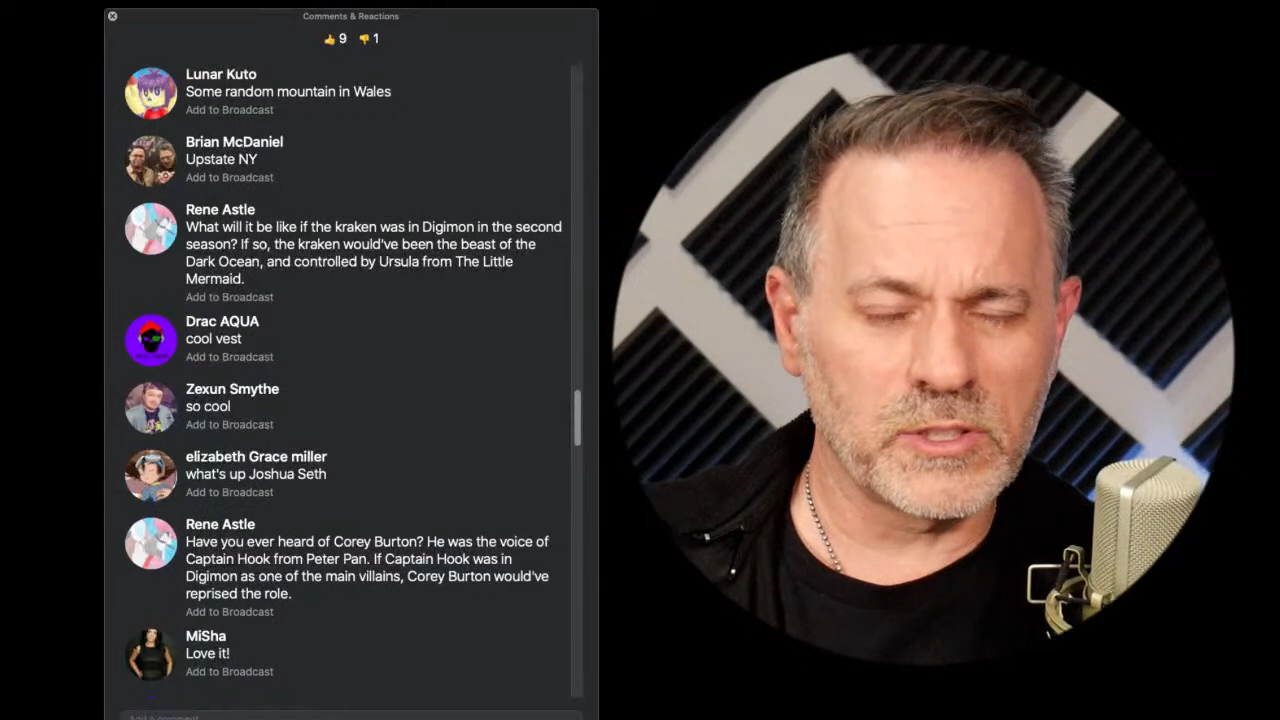 Comments & Reactions
👍 9 👎 1
Lunar Kuto
Some random mountain in Wales
Add to Broadcast
Brian McDaniel
Upstate NY
Add to Broadcast
Rene Astle
What will it be like if the kraken was in Digimon in the second
season? If so, the kraken would've been the beast of the
Dark Ocean, and controlled by Ursula from The Little
Mermaid.
Add to Broadcast
Drac AQUA
cool vest
Add to Broadcast
Zexun Smythe
so cool
Add to Broadcast
elizabeth Grace miller
what's up Joshua Seth
Add to Broadcast
Rene Astle
Have you ever heard of Corey Burton? He was the voice of
Captain Hook from Peter Pan. If Captain Hook was in
Digimon as one of the main villains, Corey Burton would've
reprised the role.
Add to Broadcast
MiSha
Love it!
Add to Broadcast
Add a comment